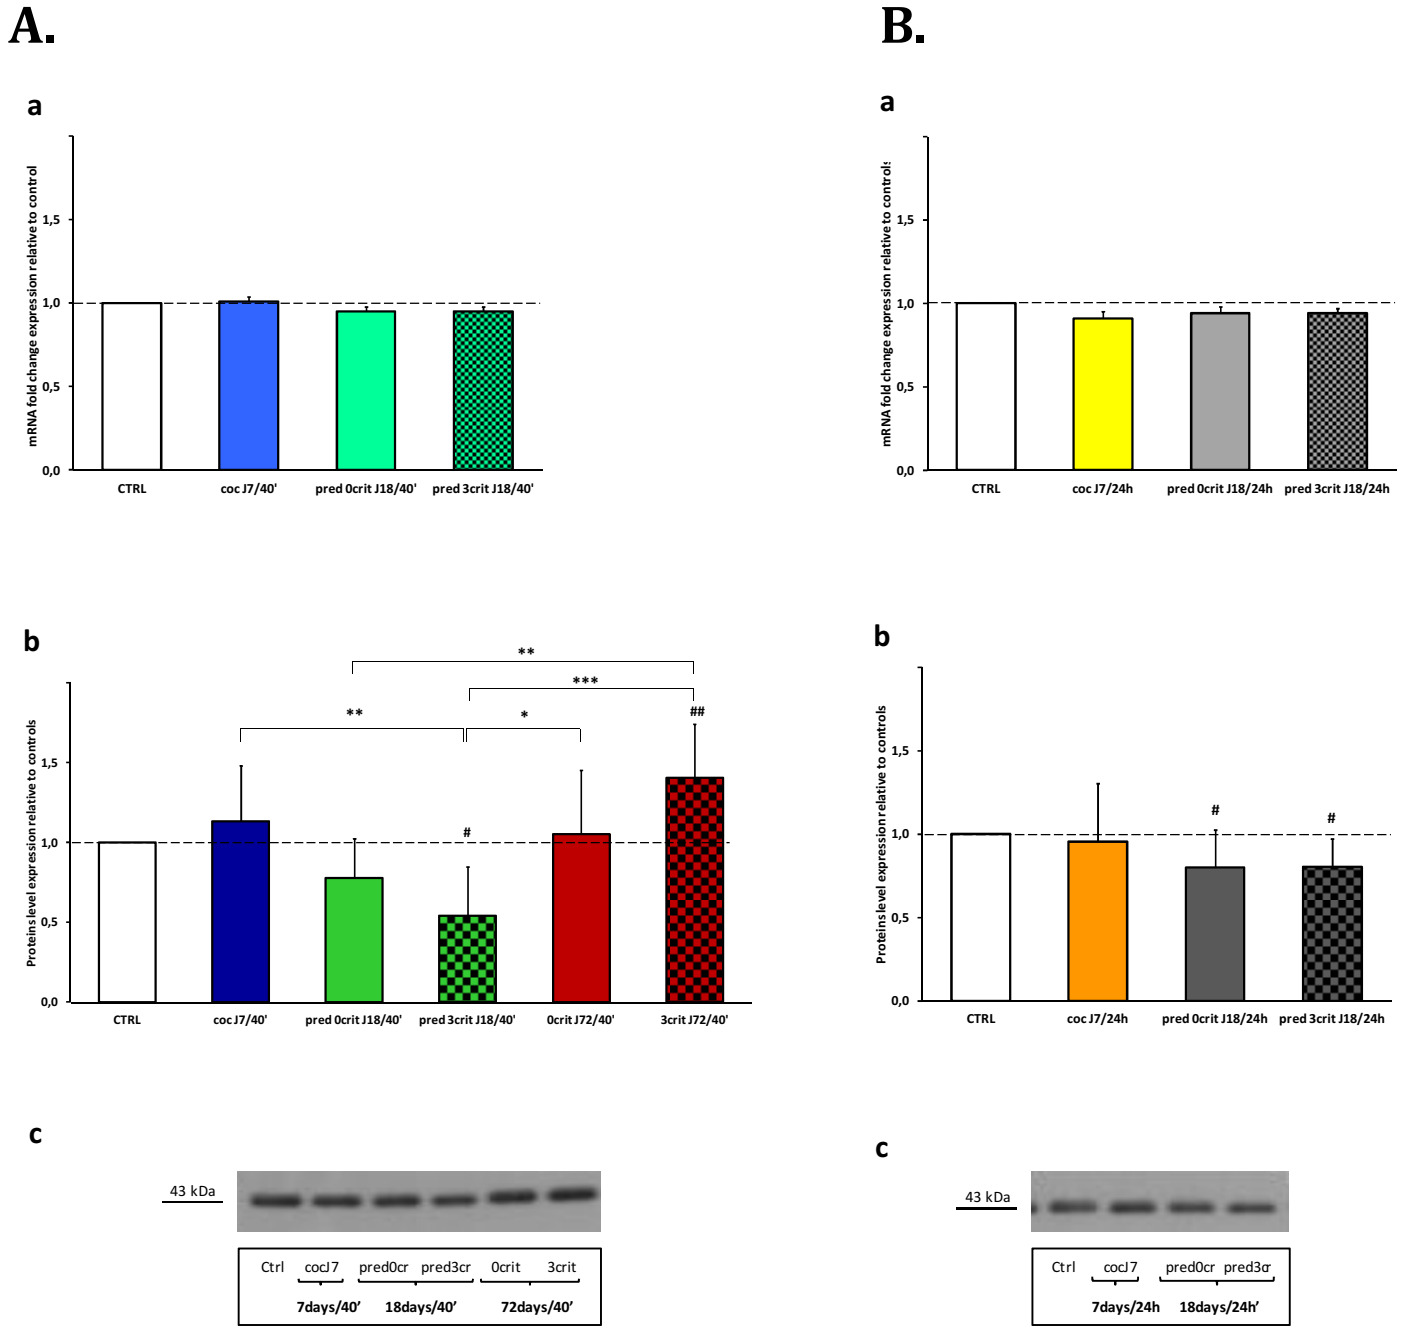 A.
a
mRNA fold change expression relative to control
1,5
1,0
0,5
0,0
CTRL
coc J7/40'
pred 0crit J18/40'
pred 3crit J18/40'
b
Proteins level expression relative to controls
1,5
1,0
0,5
0,0
**
***
**
*
##
#
CTRL
coc J7/40'
pred 0crit J18/40'
pred 3crit J18/40'
0crit J72/40'
3crit J72/40'
c
43 kDa
Ctrl cocJ7 pred0cr pred3cr 0crit 3crit
7days/40’ 18days/40’ 72days/40’
B.
a
mRNA fold change expression relative to controls
1,5
1,0
0,5
0,0
CTRL
coc J7/24h
pred 0crit J18/24h
pred 3crit J18/24h
b
Proteins level expression relative to controls
1,5
1,0
0,5
0,0
#
#
CTRL
coc J7/24h
pred 0crit J18/24h
pred 3crit J18/24h
c
43 kDa
Ctrl cocJ7 pred0cr pred3cr
7days/24h 18days/24h’